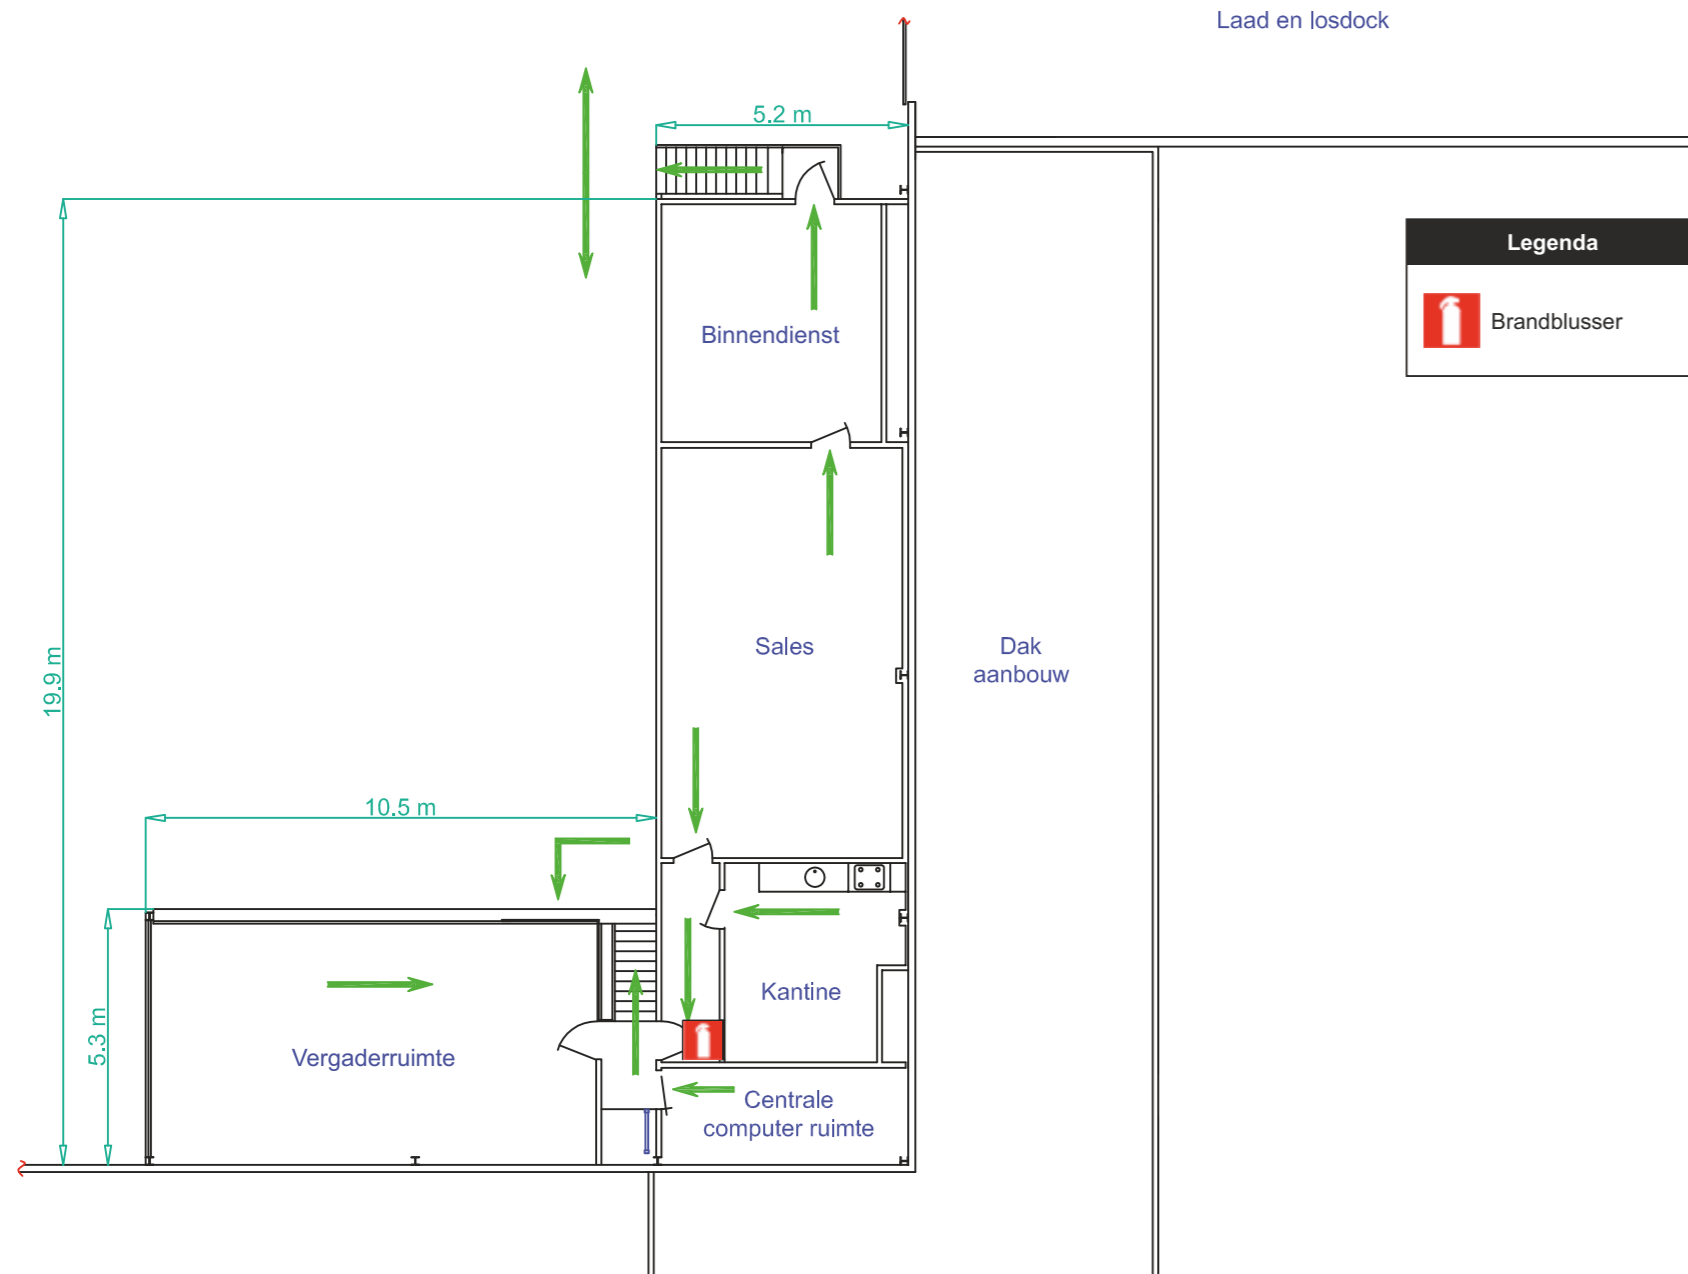 Laad en losdock
5.2 m
Legenda
Brandblusser
Binnendienst
19.9 m
Sales
Dak
aanbouw
10.5 m
5.3 m
Kantine
Vergaderruimte
Centrale
computer ruimte